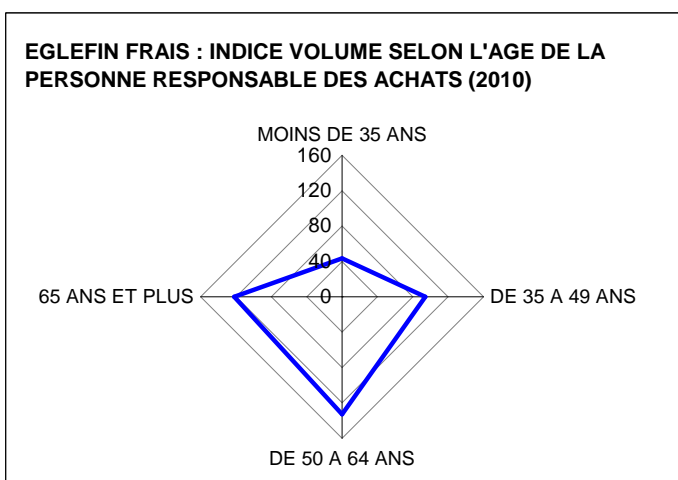 EGLEFIN FRAIS : INDICE VOLUME SELON L'AGE DE LA
PERSONNE RESPONSABLE DES ACHATS (2010)
MOINS DE 35 ANS
160
120
80
40
0
65 ANS ET PLUS
DE 35 A 49 ANS
DE 50 A 64 ANS